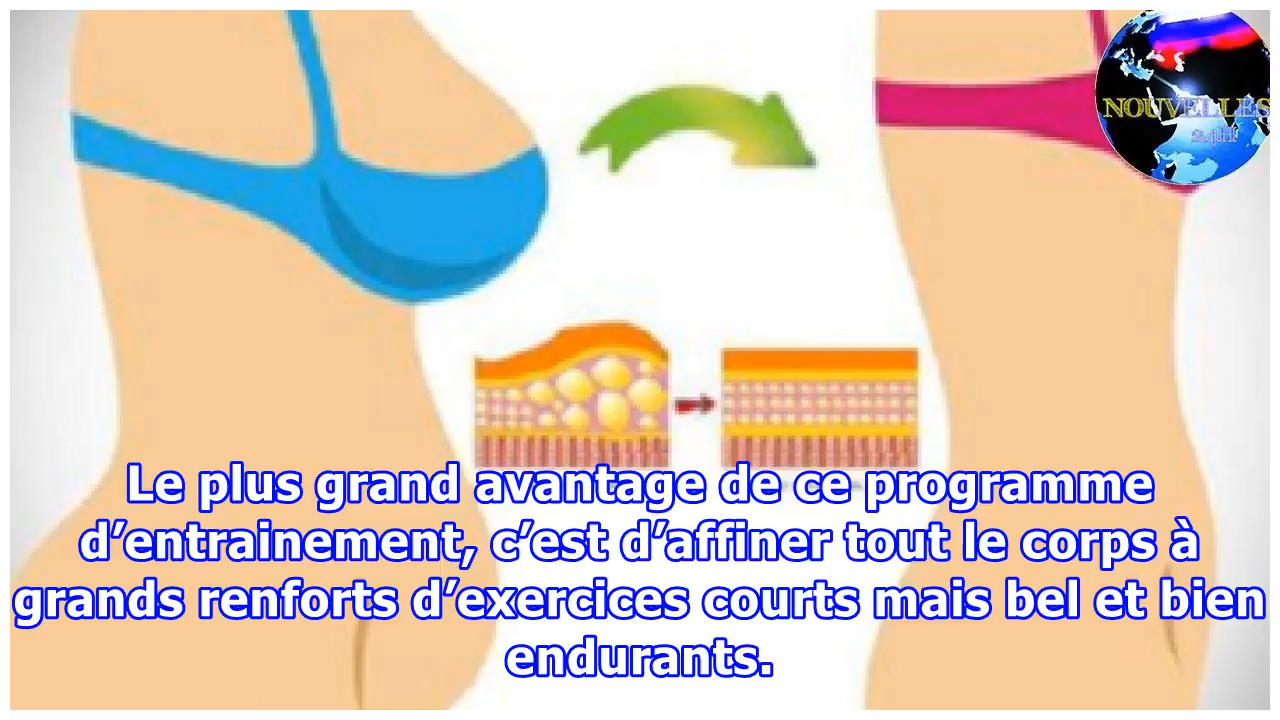 NOUVELLES
24H
Le plus grand avantage de ce programme
d’entrainement, c’est d’affiner tout le corps à
grands renforts d’exercices courts mais bel et bien
endurants.